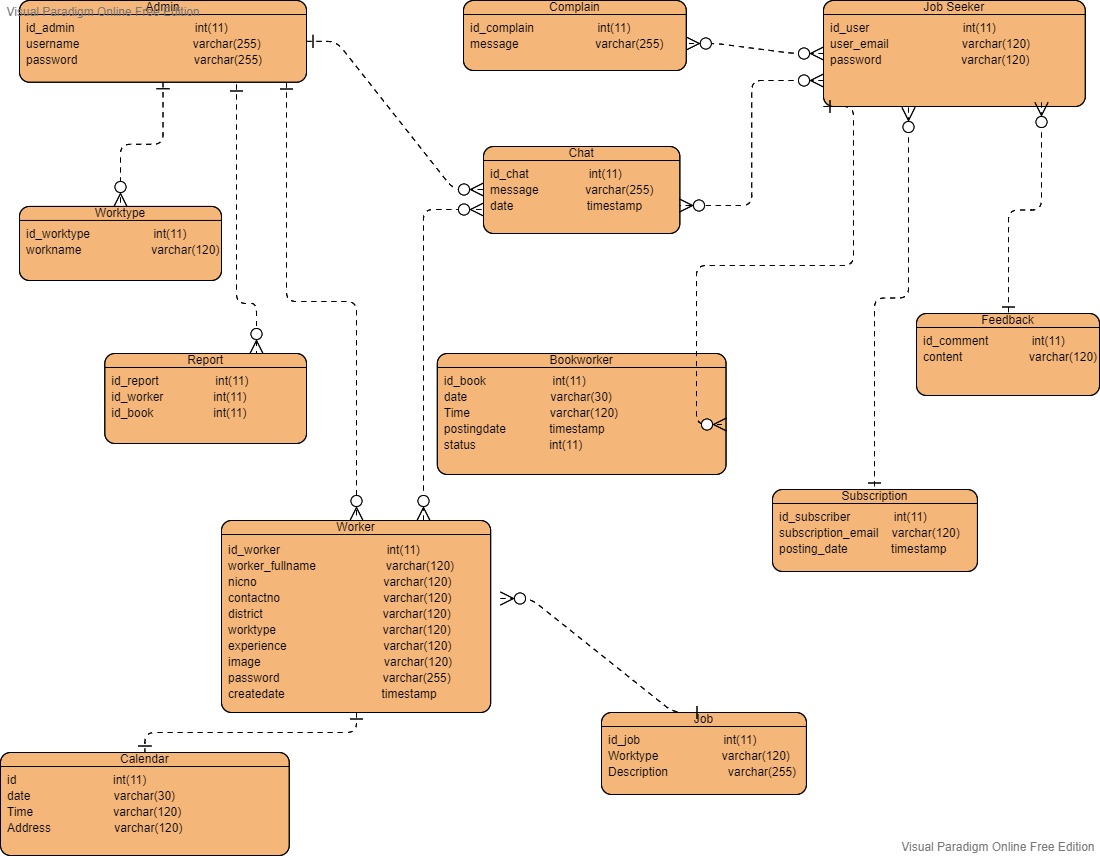 Visual Paradigm Online Free Edition
Admin
id_admin int(11)
username varchar(255)
password varchar(255)
Complain
id_complain int(11)
message varchar(255)
Job Seeker
id_user int(11)
user_email varchar(120)
password varchar(120)
Chat
id_chat int(11)
message varchar(255)
date timestamp
Worktype
id_worktype int(11)
workname varchar(120)
Report
id_report int(11)
id_worker int(11)
id_book int(11)
Bookworker
id_book int(11)
date varchar(30)
Time varchar(120)
postingdate timestamp
status int(11)
Feedback
id_comment int(11)
content varchar(120)
Subscription
id_subscriber int(11)
subscription_email varchar(120)
posting_date timestamp
Worker
id_worker int(11)
worker_fullname varchar(120)
nicno varchar(120)
contactno varchar(120)
district varchar(120)
worktype varchar(120)
experience varchar(120)
image varchar(120)
password varchar(255)
createdate timestamp
Job
id_job int(11)
Worktype varchar(120)
Description varchar(255)
Calendar
id int(11)
date varchar(30)
Time varchar(120)
Address varchar(120)
Visual Paradigm Online Free Edition